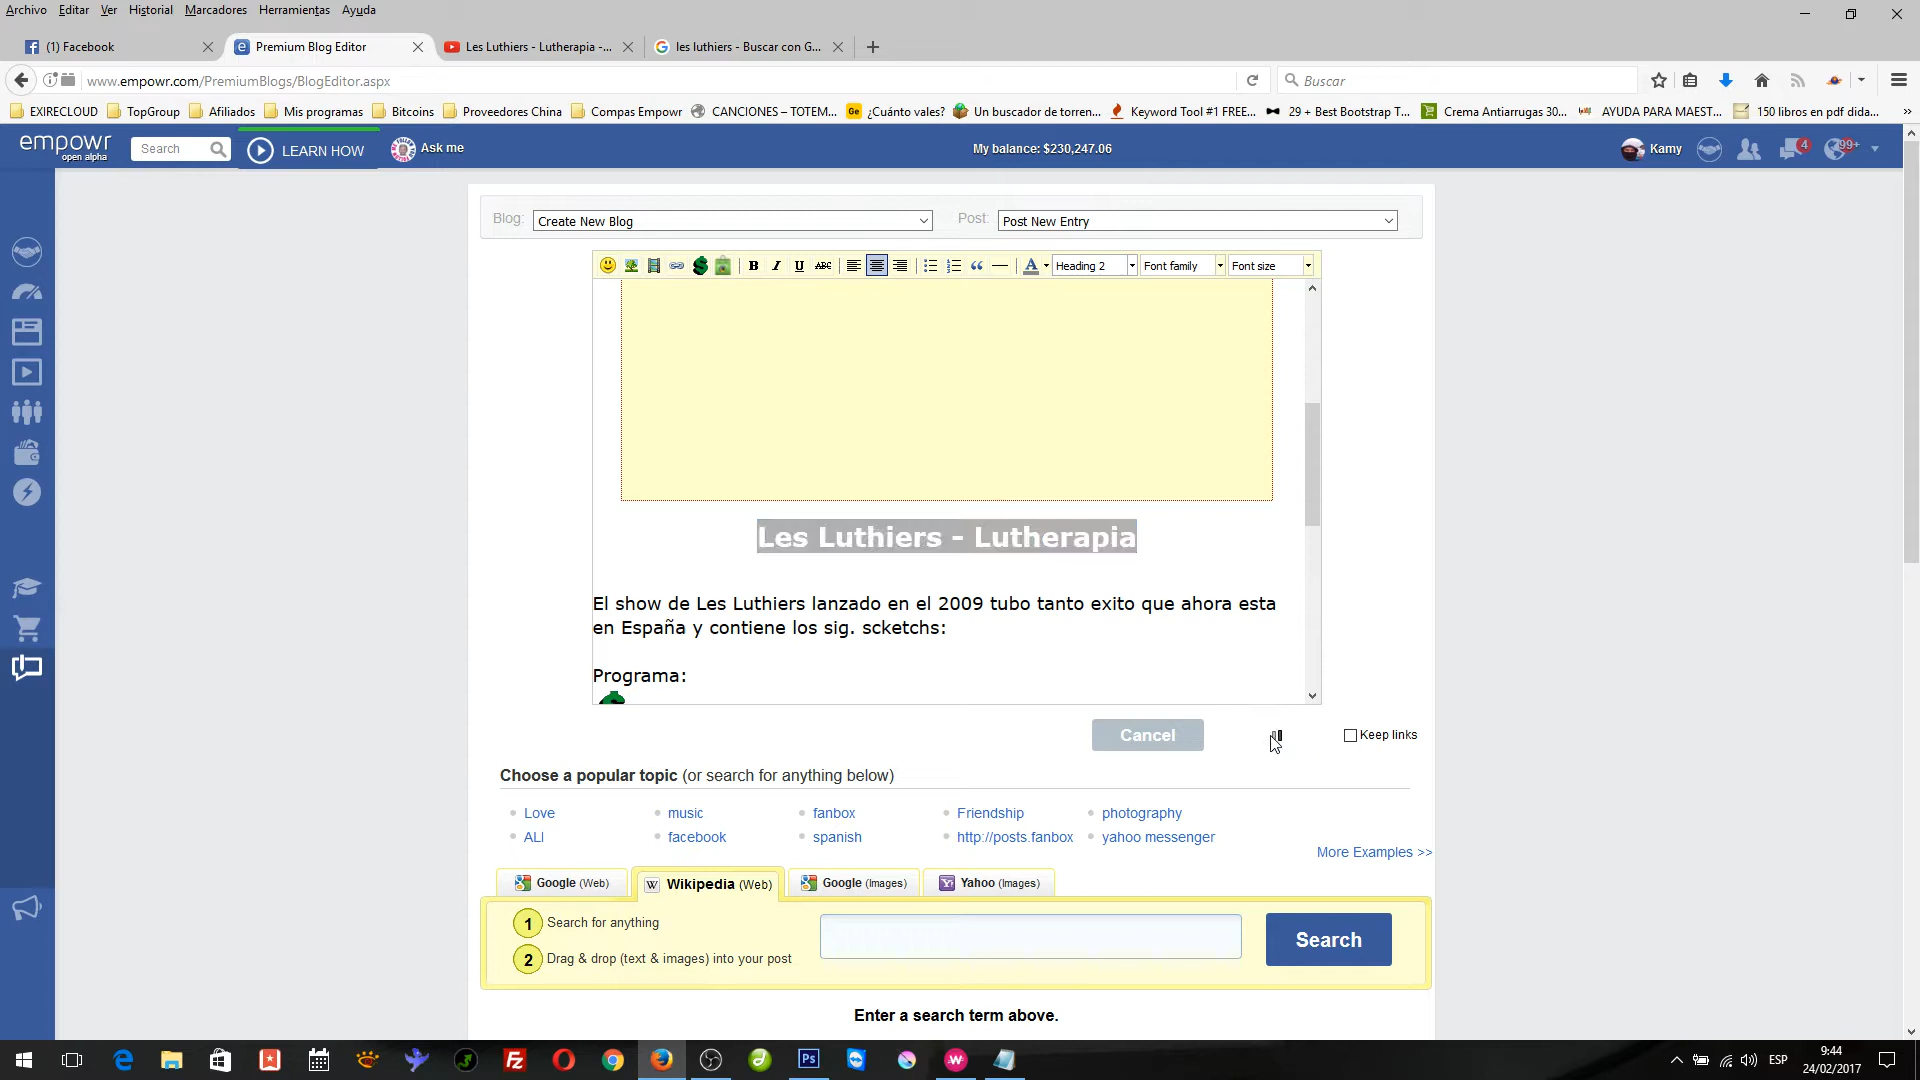 Archivo Editar Ver Historial Marcadores Herramientas Ayuda
(1) Facebook
Premium Blog Editor
Les Luthiers - Lutherapia -...
les luthiers - Buscar con G...
www.empowr.com/PremiumBlogs/BlogEditor.aspx
Buscar
EXIRECLOUD
TopGroup
Afiliados
Mis programas
Bitcoins
Proveedores China
Compas Empowr
CANCIONES – TOTEM...
Ge ¿Cuánto vales?
Un buscador de torren...
Keyword Tool #1 FREE...
29 + Best Bootstrap T...
Crema Antiarrugas 30...
AYUDA PARA MAEST...
150 libros en pdf dida...
empowr
open alpha
Search
LEARN HOW
Ask me
My balance: $230,247.06
Kamy
4
99+
Blog: Create New Blog
Post: Post New Entry
B I U ABC
A
Heading 2
Font family
Font size
Les Luthiers - Lutherapia
El show de Les Luthiers lanzado en el 2009 tubo tanto exito que ahora esta
en España y contiene los sig. scketchs:
Programa:
Cancel
Keep links
Choose a popular topic (or search for anything below)
Love music fanbox Friendship photography
ALI facebook spanish http://posts.fanbox yahoo messenger
More Examples >>
Google (Web)
W Wikipedia (Web)
Google (Images)
Yahoo (Images)
1 Search for anything
2 Drag & drop (text & images) into your post
Search
Enter a search term above.
Ps
ESP
9:44
24/02/2017